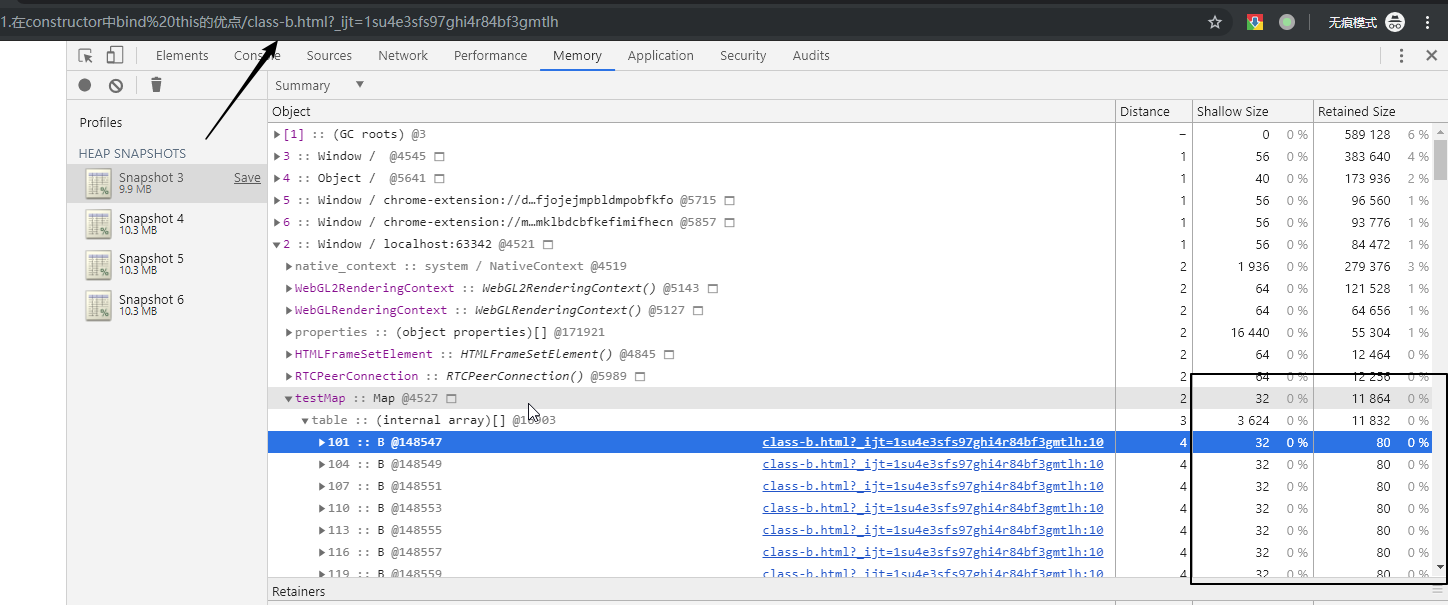 1.在constructor中bind%20this的优点/class-b.html?_ijt=1su4e3sfs97ghi4r84bf3gmtlh 无痕模式
Elements Console Sources Network Performance Memory Application Security Audits
Summary
Profiles
HEAP SNAPSHOTS
Snapshot 3 Save
9.9 MB
Snapshot 4
10.3 MB
Snapshot 5
10.3 MB
Snapshot 6
10.3 MB
Object Distance Shallow Size Retained Size
[1] :: (GC roots) @3 − 0 0 % 589 128 6 %
3 :: Window / @4545 1 56 0 % 383 640 4 %
4 :: Object / @5641 1 40 0 % 173 936 2 %
5 :: Window / chrome-extension://d…fjojejmpbldmpobfkfo @5715 1 56 0 % 96 560 1 %
6 :: Window / chrome-extension://m…mklbdcbfkefimifhecn @5857 1 56 0 % 93 776 1 %
2 :: Window / localhost:63342 @4521 1 56 0 % 84 472 1 %
native_context :: system / NativeContext @4519 2 1 936 0 % 279 376 3 %
WebGL2RenderingContext :: WebGL2RenderingContext() @5143 2 64 0 % 121 528 1 %
WebGLRenderingContext :: WebGLRenderingContext() @5127 2 64 0 % 64 656 1 %
properties :: (object properties)[] @171921 2 16 440 0 % 55 304 1 %
HTMLFrameSetElement :: HTMLFrameSetElement() @4845 2 64 0 % 12 464 0 %
RTCPeerConnection :: RTCPeerConnection() @5989 2 64 0 % 12 256 0 %
testMap :: Map @4527 2 32 0 % 11 864 0 %
table :: (internal array)[] 3 3 624 0 % 11 832 0 %
101 :: B @148547 class-b.html?_ijt=1su4e3sfs97ghi4r84bf3gmtlh:10 4 32 0 % 80 0 %
104 :: B @148549 class-b.html?_ijt=1su4e3sfs97ghi4r84bf3gmtlh:10 4 32 0 % 80 0 %
107 :: B @148551 class-b.html?_ijt=1su4e3sfs97ghi4r84bf3gmtlh:10 4 32 0 % 80 0 %
110 :: B @148553 class-b.html?_ijt=1su4e3sfs97ghi4r84bf3gmtlh:10 4 32 0 % 80 0 %
113 :: B @148555 class-b.html?_ijt=1su4e3sfs97ghi4r84bf3gmtlh:10 4 32 0 % 80 0 %
116 :: B @148557 class-b.html?_ijt=1su4e3sfs97ghi4r84bf3gmtlh:10 4 32 0 % 80 0 %
119 :: B @148559 class-b.html?_ijt=1su4e3sfs97ghi4r84bf3gmtlh:10 4 32 0 % 80 0 %
Retainers